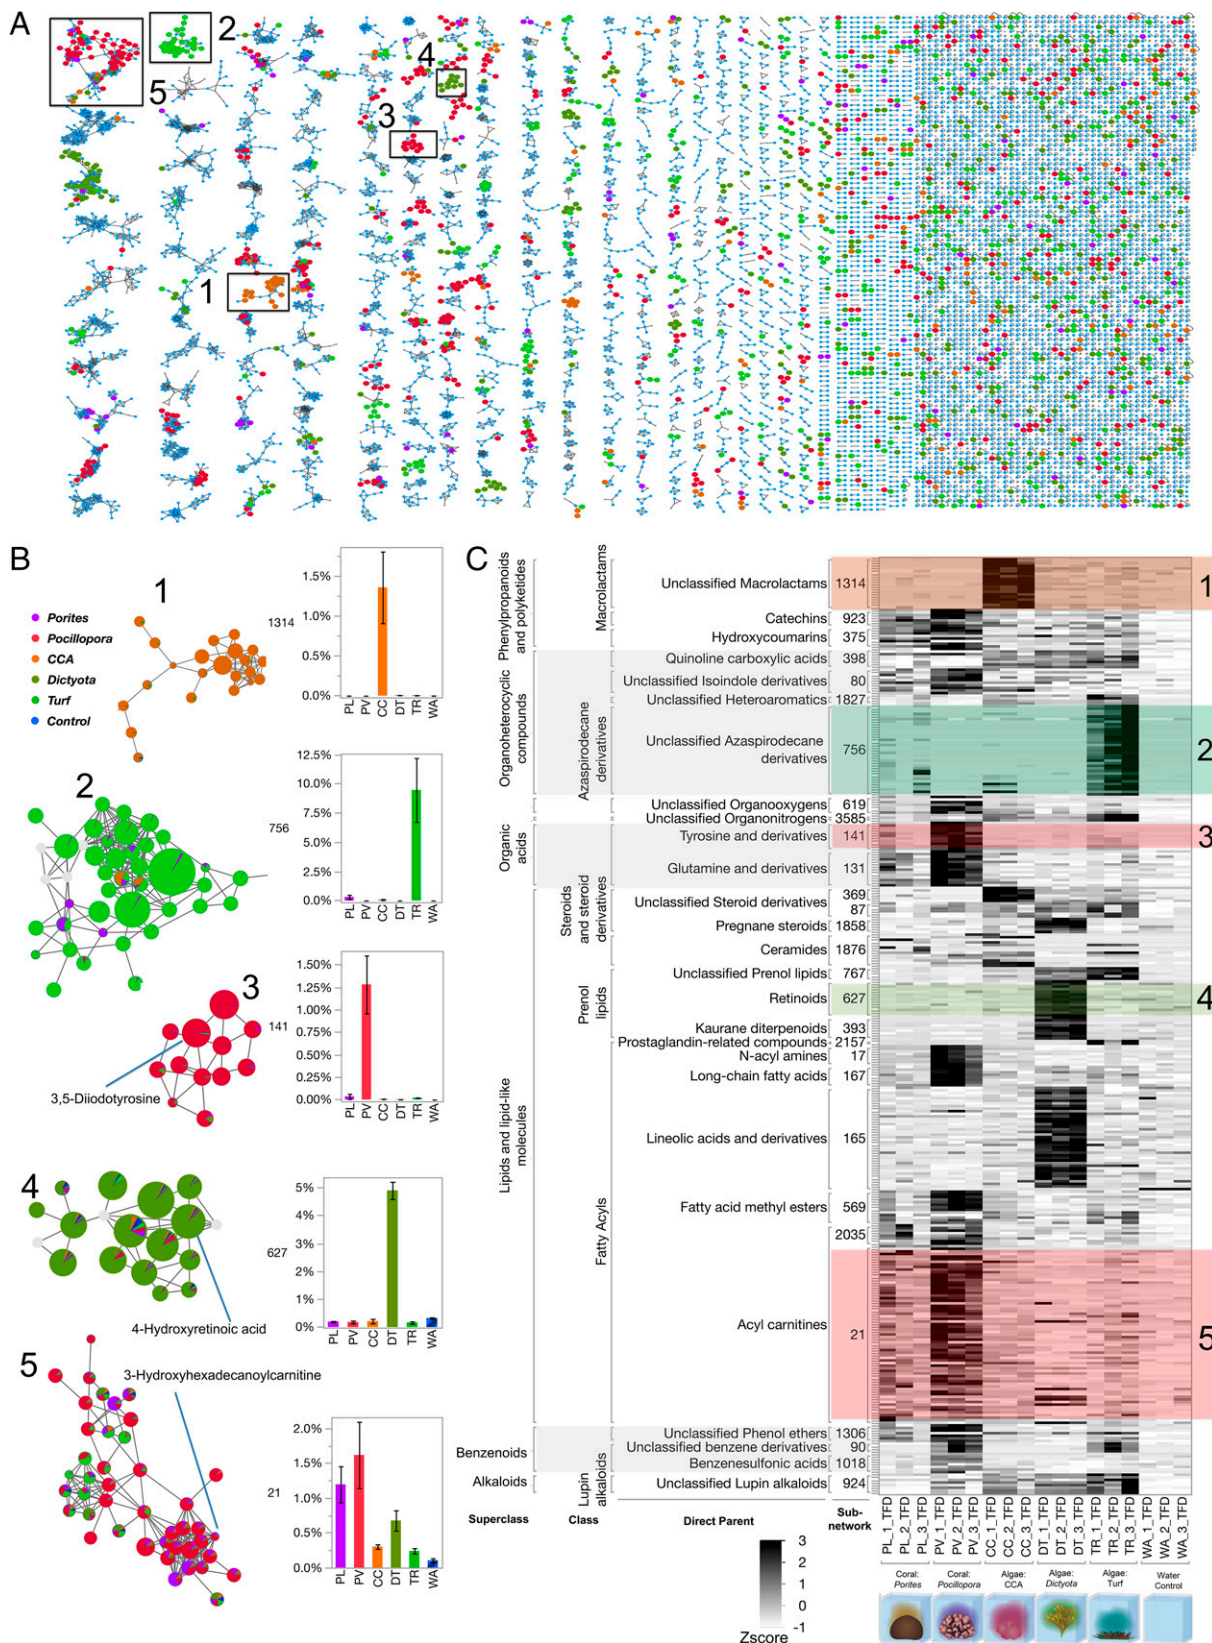 A
2
4
5
3
1
B
1
Porites
Pocillopora
CCA
Dictyota
Turf
Control
1314
1.5%
1.0%
0.5%
0.0%
PL
PV
CC
DT
TR
WA
2
756
12.5%
10.0%
7.5%
5.0%
2.5%
0.0%
PL
PV
CC
DT
TR
WA
3
141
3,5-Diiodotyrosine
1.50%
1.25%
1.00%
0.75%
0.50%
0.25%
0.00%
PL
PV
CC
DT
TR
WA
4
627
4-Hydroxyretinoic acid
5%
4%
3%
2%
1%
0%
PL
PV
CC
DT
TR
WA
5
3-Hydroxyhexadecanoylcarnitine
21
2.0%
1.5%
1.0%
0.5%
0.0%
PL
PV
CC
DT
TR
WA
C
Phenylpropanoids
and polyketides
Organoheterocyclic
compounds
Organic
acids
Lipids and lipid-like
molecules
Benzenoids
Alkaloids
Superclass
Macrolactams
Azaspirodecane
derivatives
Steroids
and steroid
derivatives
Prenol
lipids
Fatty Acyls
Lupin
alkaloids
Class
Unclassified Macrolactams 1314
Catechins 923
Hydroxycoumarins 375
Quinoline carboxylic acids 398
Unclassified Isoindole derivatives 80
Unclassified Heteroaromatics 1827
Unclassified Azaspirodecane
derivatives 756
Unclassified Organooxygens 619
Unclassified Organonitrogens 3585
Tyrosine and derivatives 141
Glutamine and derivatives 131
369
Unclassified Steroid derivatives
87
Pregnane steroids 1858
Ceramides 1876
Unclassified Prenol lipids 767
Retinoids 627
Kaurane diterpenoids 393
Prostaglandin-related compounds 2157
N-acyl amines 17
Long-chain fatty acids 167
Lineolic acids and derivatives 165
Fatty acid methyl esters 569
2035
Acyl carnitines 21
Unclassified Phenol ethers 1306
Unclassified benzene derivatives 90
Benzenesulfonic acids 1018
Unclassified Lupin alkaloids 924
Direct Parent
Sub-
network
1
2
3
4
5
PL_1_TFD
PL_2_TFD
PL_3_TFD
PV_1_TFD
PV_2_TFD
PV_3_TFD
CC_1_TFD
CC_2_TFD
CC_3_TFD
DT_1_TFD
DT_2_TFD
DT_3_TFD
TR_1_TFD
TR_2_TFD
TR_3_TFD
WA_1_TFD
WA_2_TFD
WA_3_TFD
3
2
1
0
-1
Zscore
Coral:
Porites
Coral:
Pocillopora
Algae:
CCA
Algae:
Dictyota
Algae:
Turf
Water
Control